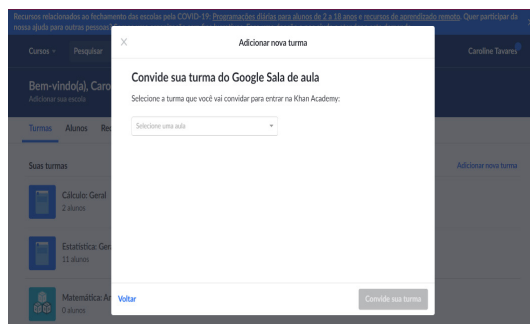 Recursos relacionados ao fechamento das escolas pela COVID-19: Programações diárias para alunos de 2 a 18 anos e recursos de aprendizado remoto. Quer participar da
nossa ajuda para outras pessoas?
Cursos
Pesquisar
Caroline Tavares
Adicionar nova turma
Bem-vindo(a), Caro
Adicionar sua escola
Convide sua turma do Google Sala de aula
Selecione a turma que você vai convidar para entrar na Khan Academy:
Selecione uma aula
Turmas Alunos Rec
Suas turmas
Adicionar nova turma
Cálculo: Geral
2 alunos
Estatística: Ger
11 alunos
Matemática: Ar
0 alunos
Voltar
Convide sua turma